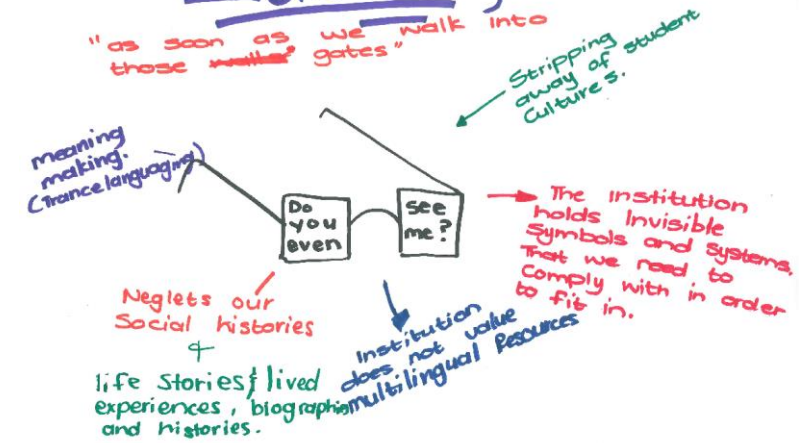 "as soon as we walk into
those gates"
Stripping
away of student
Cultures.
meaning
making.
(Trancelanguaging)
Do
you
even
see
me?
The institution
holds Invisible
Symbols and systems.
That we need to
Comply with in order
to fit in.
Neglets our
Social histories
+
life Stories & lived
experiences, biographies
and histories.
Institution
does not value
multilingual Resources